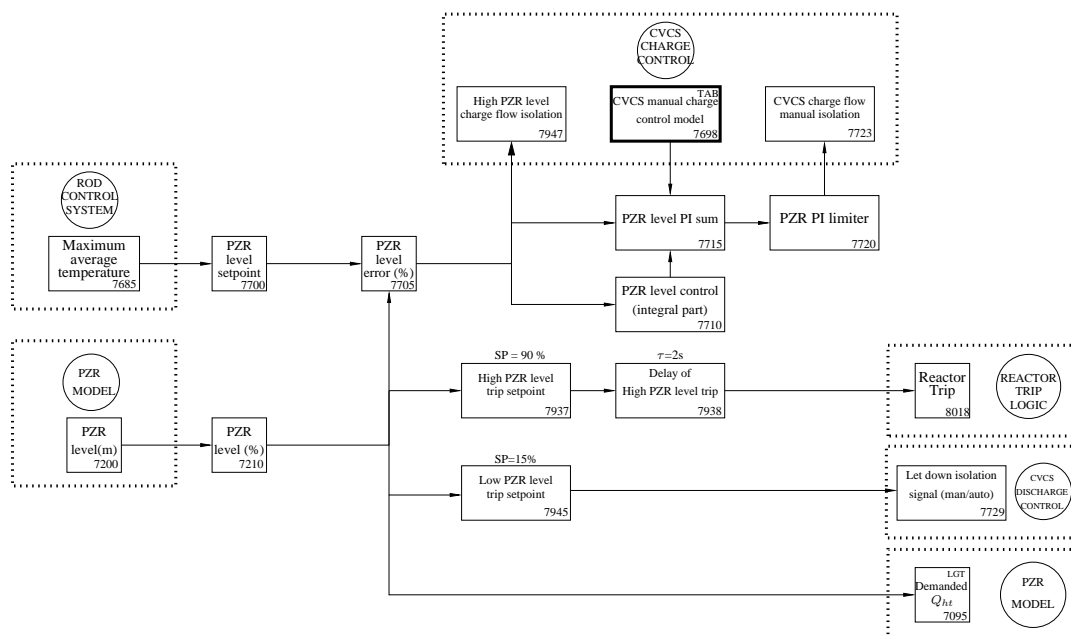 CVCS
CHARGE
CONTROL
High PZR level
charge flow isolation
7947
TAB
CVCS manual charge
control model
7698
CVCS charge flow
manual isolation
7723
ROD
CONTROL
SYSTEM
Maximum
average
temperature
7685
PZR
level
setpoint
7700
PZR
level
error (%)
7705
PZR level PI sum
7715
PZR PI limiter
7720
PZR level control
(integral part)
7710
PZR
MODEL
PZR
level(m)
7200
PZR
level (%)
7210
SP = 90 %
High PZR level
trip setpoint
7937
τ=2s
Delay of
High PZR level trip
7938
Reactor
Trip
8018
REACTOR
TRIP
LOGIC
SP=15%
Low PZR level
trip setpoint
7945
Let down isolation
signal (man/auto)
7729
CVCS
DISCHARGE
CONTROL
LGT
Demanded
Qht
7095
PZR
MODEL